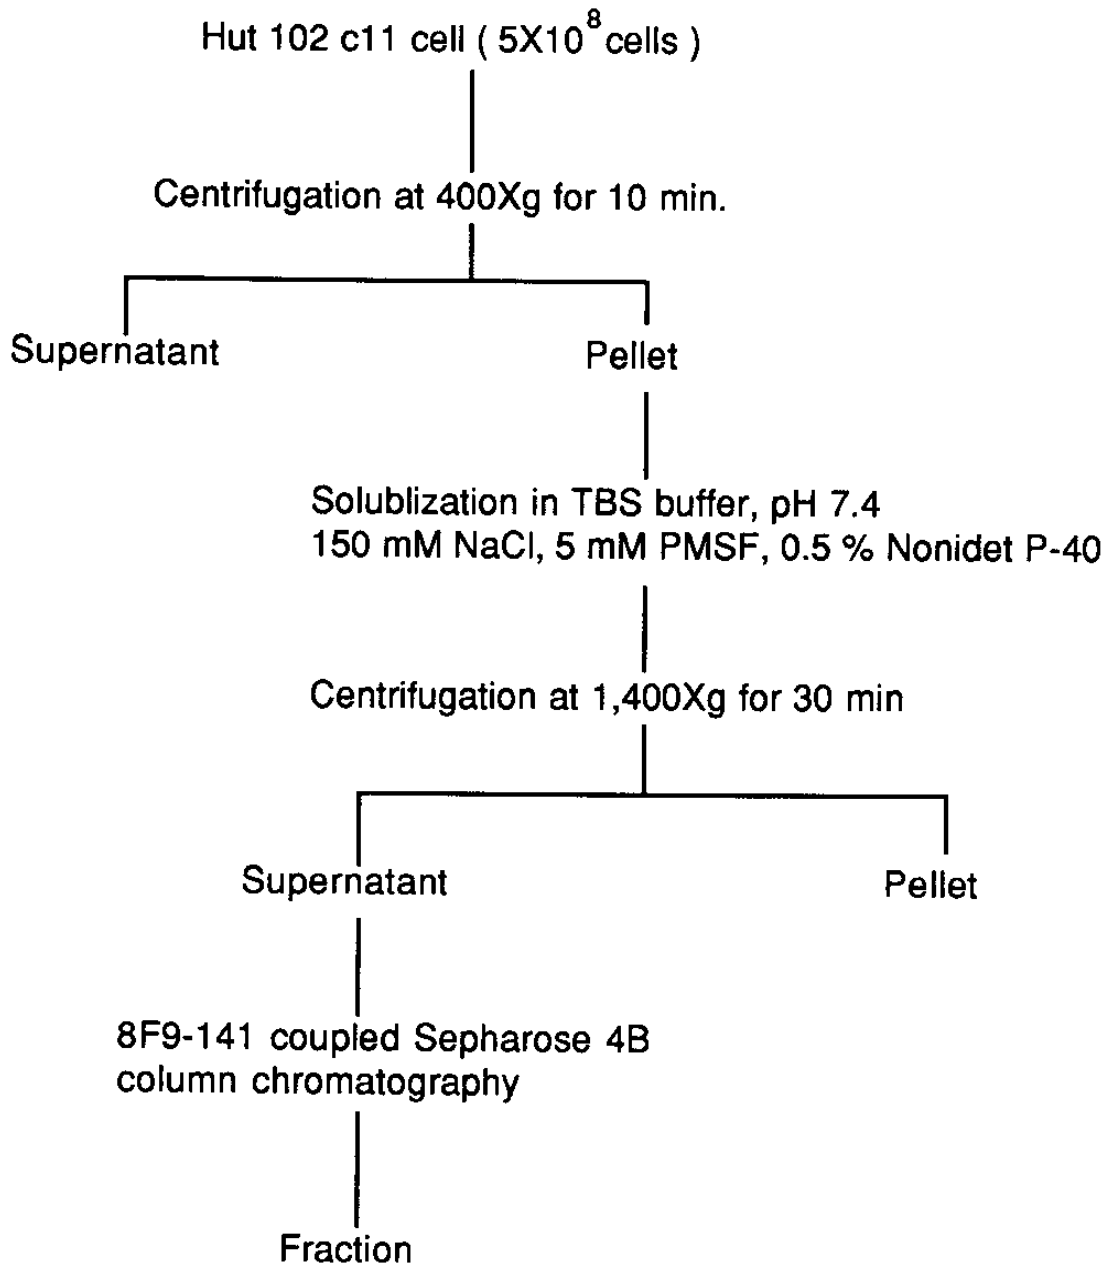 Hut 102 c11 cell ( 5X10⁸ cells )
Centrifugation at 400Xg for 10 min.
Supernatant
Pellet
Solublization in TBS buffer, pH 7.4
150 mM NaCl, 5 mM PMSF, 0.5 % Nonidet P-40
Centrifugation at 1,400Xg for 30 min
Supernatant
Pellet
8F9-141 coupled Sepharose 4B
column chromatography
Fraction